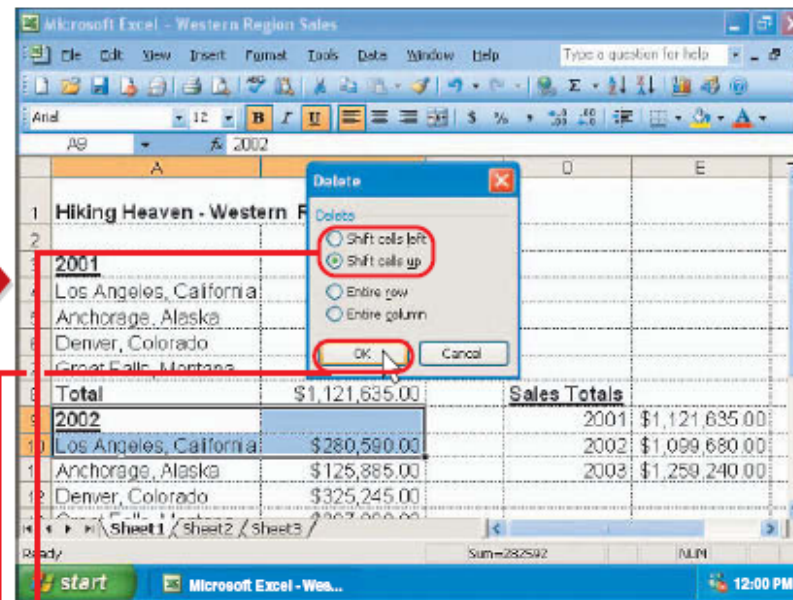 Microsoft Excel - Western Region Sales
File Edit View Insert Format Tools Data Window Help Type a question for help
Arial 12 B I U $ % ,
A9 fx 2002
A D E
1 Hiking Heaven - Western R
2
3 2001
Los Angeles, California
Anchorage, Alaska
Denver, Colorado
Great Falls, Montana
Total $1,121,635.00 Sales Totals
9 2002 2001 $1,121,635.00
10 Los Angeles, California $280,590.00 2002 $1,099,680.00
Anchorage, Alaska $125,885.00 2003 $1,259,240.00
12 Denver, Colorado $325,245.00
Delete
Delete
Shift cells left
Shift cells up
Entire row
Entire column
OK Cancel
Sheet1 Sheet2 Sheet3
Ready Sum=282592 NUM
start Microsoft Excel - Wes... 12:00 PM